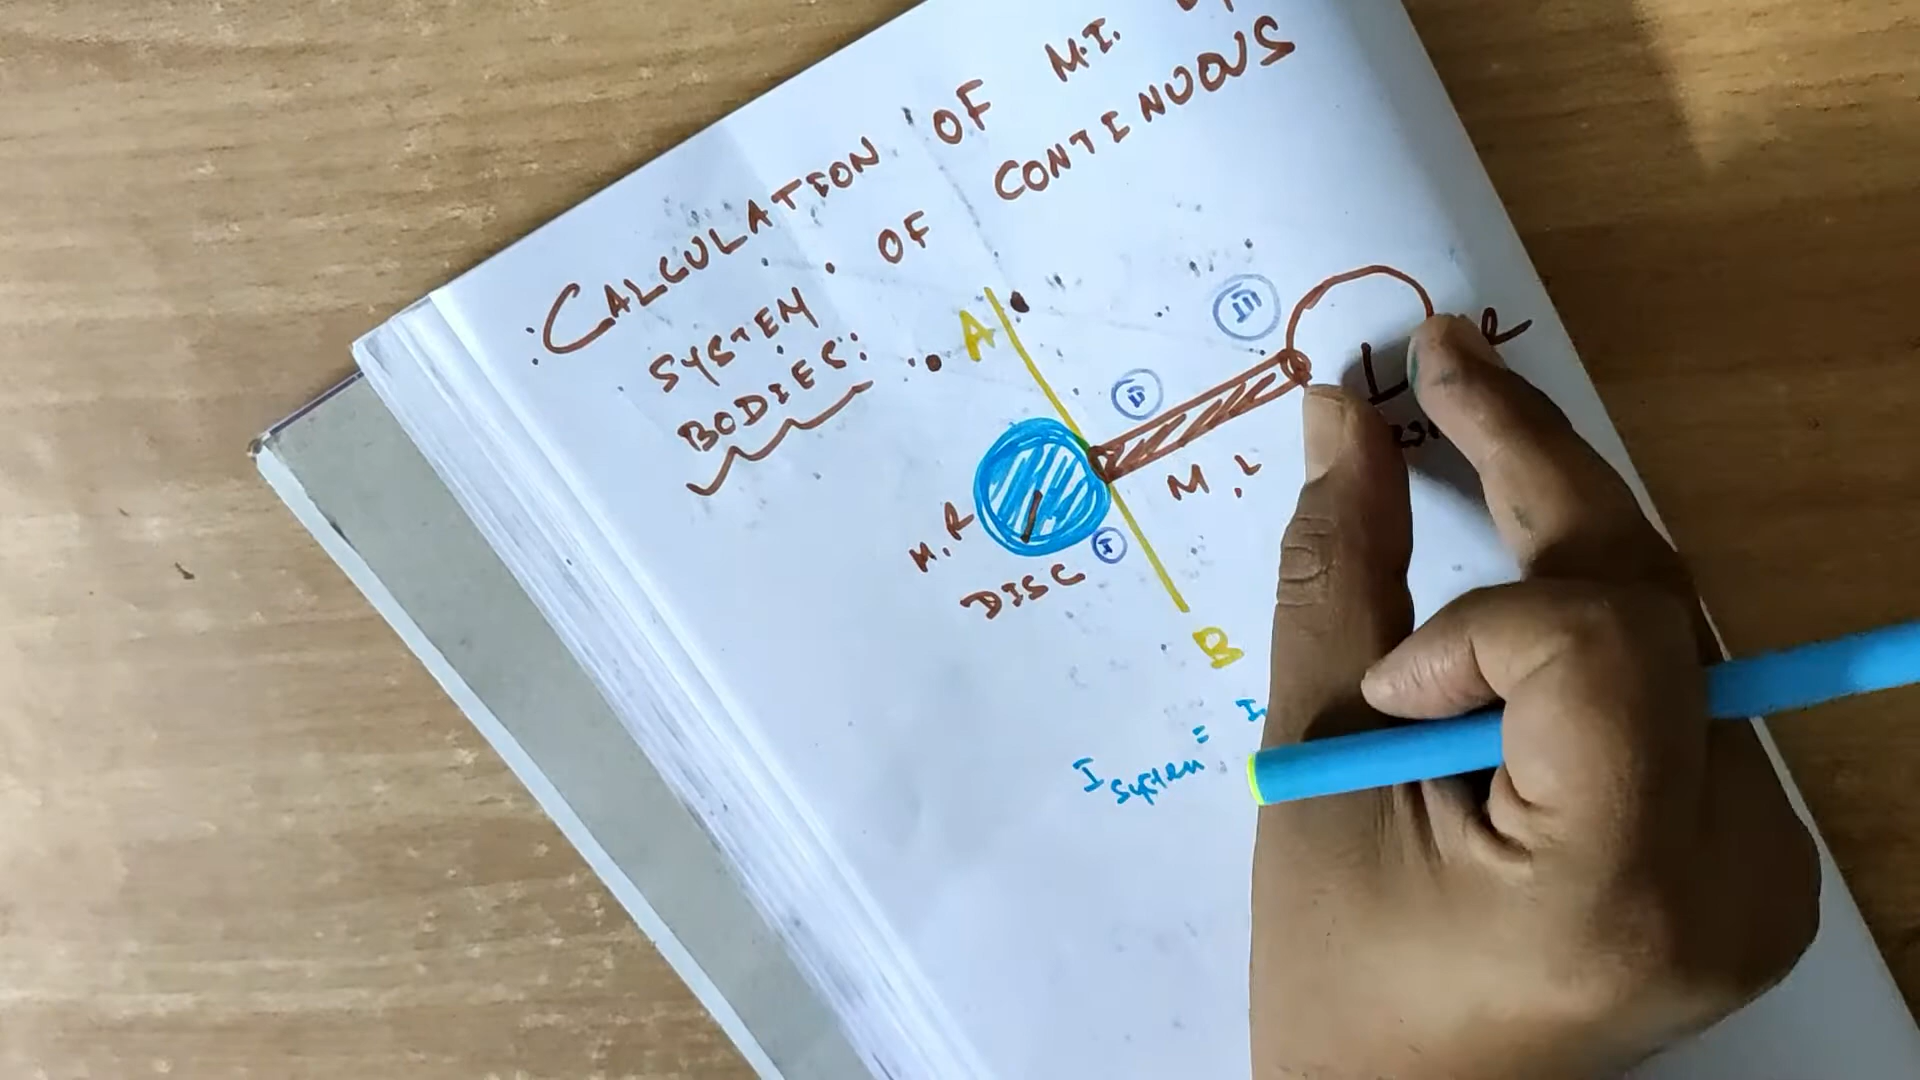 CALCULATION OF M.I.
SYSTEM OF CONTINUOUS
BODIES:
A
III
R
II
M, L
M, R
I
DISC
B
I system = I